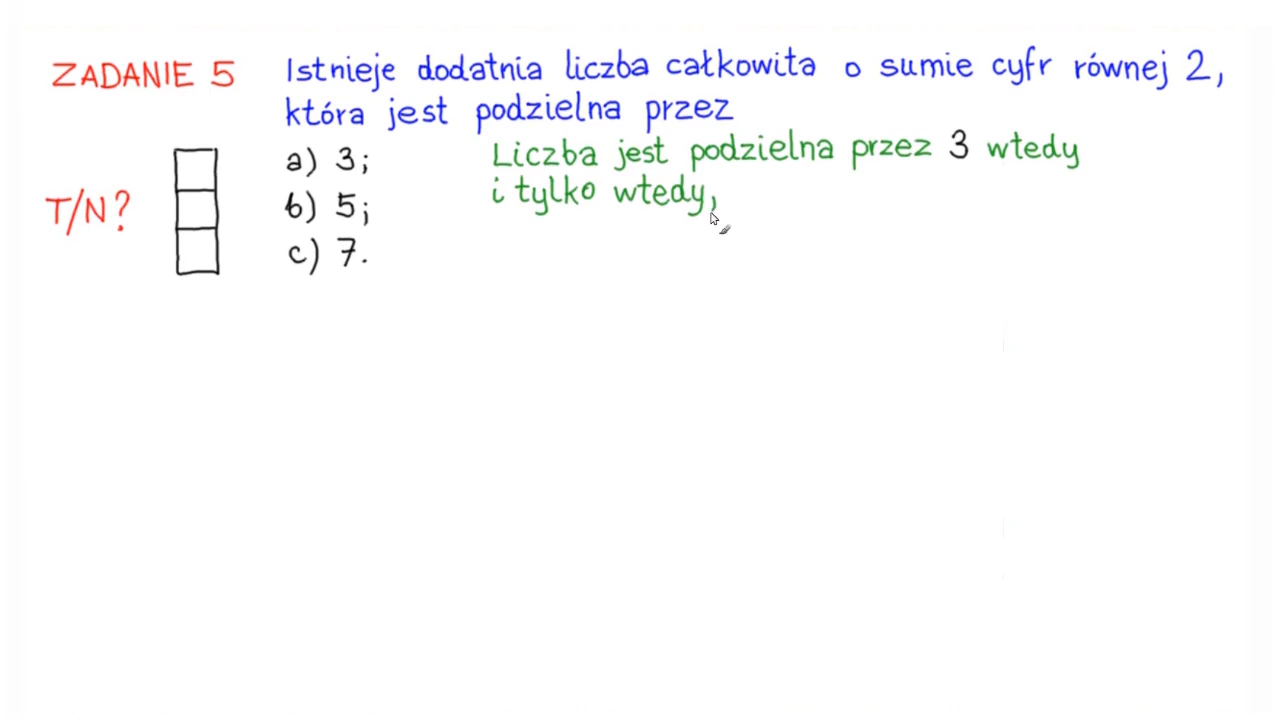 ZADANIE 5 Istnieje dodatnia liczba całkowita o sumie cyfr równej 2,
która jest podzielna przez
a) 3; Liczba jest podzielna przez 3 wtedy
i tylko wtedy,
T/N? b) 5;
c) 7.